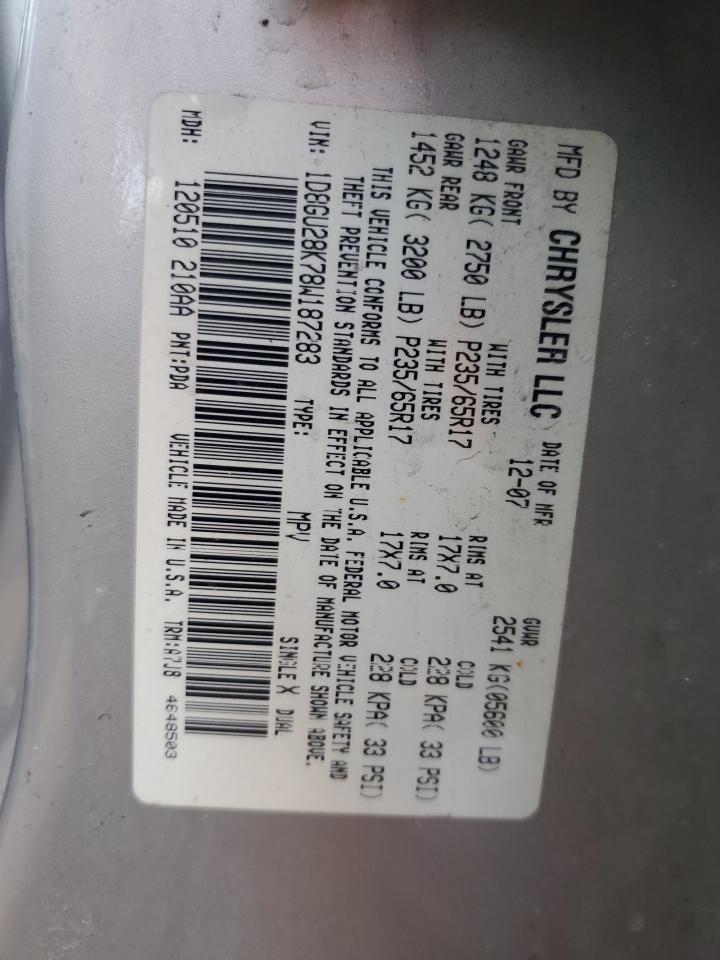 MFD BY CHRYSLER LLC DATE OF MFR 12-07 GVWR 2541 KG(05600 LB)
GAWR FRONT WITH TIRES RIMS AT COLD
1248 KG( 2750 LB) P235/65R17 17X7.0 228 KPA( 33 PSI)
GAWR REAR WITH TIRES RIMS AT COLD
1452 KG( 3200 LB) P235/65R17 17X7.0 228 KPA( 33 PSI)
THIS VEHICLE CONFORMS TO ALL APPLICABLE U.S.A. FEDERAL MOTOR VEHICLE SAFETY AND
THEFT PREVENTION STANDARDS IN EFFECT ON THE DATE OF MANUFACTURE SHOWN ABOVE.
VIN: 1D8GU28K78W187283 TYPE: MPV SINGLE X DUAL
MDH: 120510 210AA PNT:PDA VEHICLE MADE IN U.S.A. TRM:A7J8 4648503